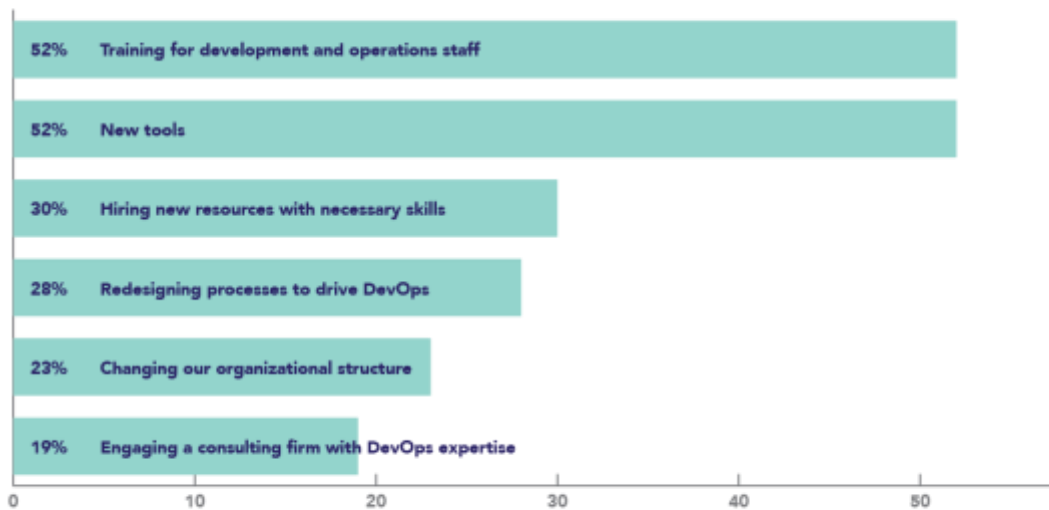 52% Training for development and operations staff
52% New tools
30% Hiring new resources with necessary skills
28% Redesigning processes to drive DevOps
23% Changing our organizational structure
19% Engaging a consulting firm with DevOps expertise
0 10 20 30 40 50